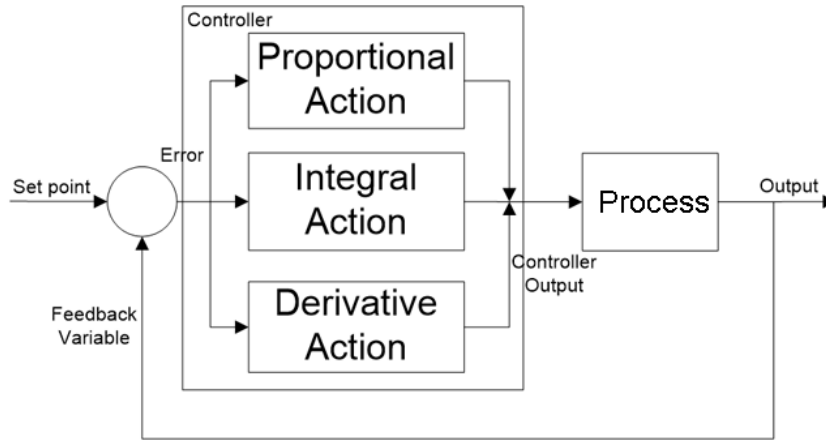 Controller
Proportional
Action
Error
Set point
Integral
Action
Process
Output
Controller
Output
Feedback
Variable
Derivative
Action